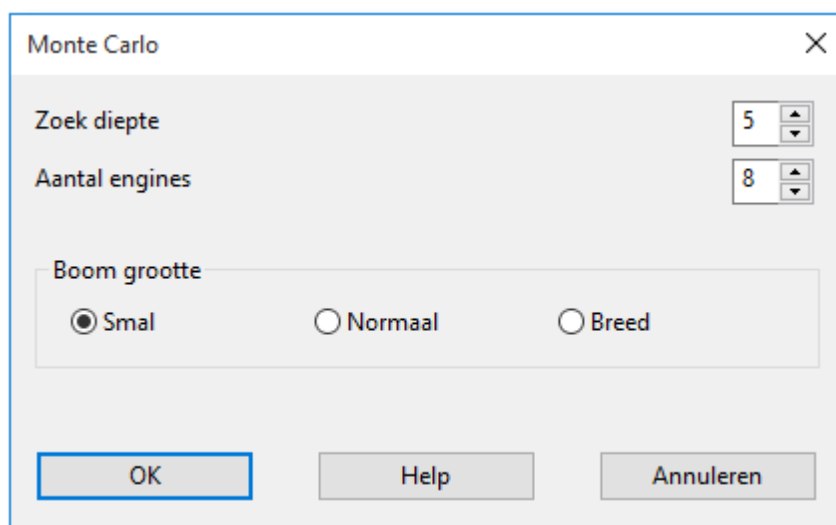 Monte Carlo
Zoek diepte 5
Aantal engines 8
Boom grootte
Smal Normaal Breed
OK Help Annuleren